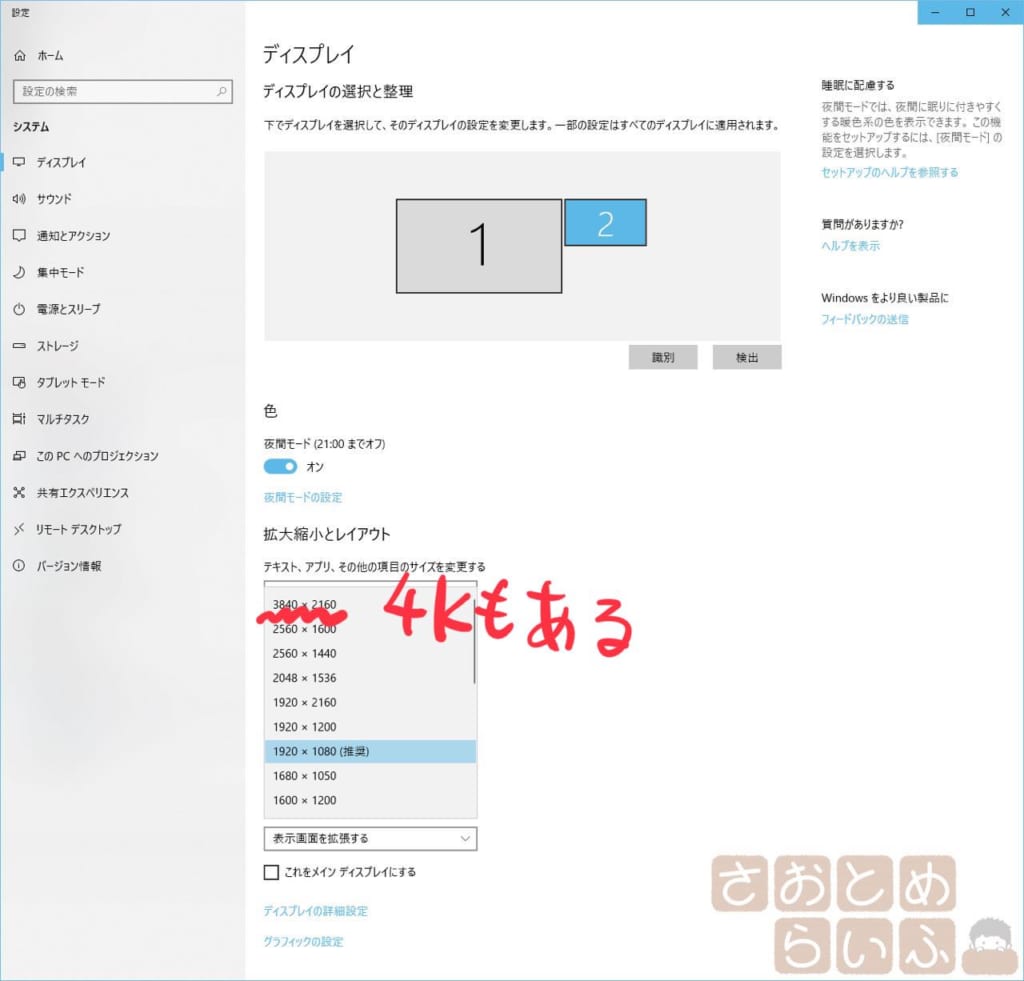 設定
ホーム
設定の検索
システム
ディスプレイ
サウンド
通知とアクション
集中モード
電源とスリープ
ストレージ
タブレット モード
マルチタスク
この PC へのプロジェクション
共有エクスペリエンス
リモート デスクトップ
バージョン情報
ディスプレイ
ディスプレイの選択と整理
下でディスプレイを選択して、そのディスプレイの設定を変更します。一部の設定はすべてのディスプレイに適用されます。
1
2
識別
検出
色
夜間モード (21:00 までオフ)
オン
夜間モードの設定
拡大縮小とレイアウト
テキスト、アプリ、その他の項目のサイズを変更する
3840 × 2160
4kもある
2560 × 1600
2560 × 1440
2048 × 1536
1920 × 2160
1920 × 1200
1920 × 1080 (推奨)
1680 × 1050
1600 × 1200
表示画面を拡張する
これをメイン ディスプレイにする
ディスプレイの詳細設定
グラフィックの設定
睡眠に配慮する
夜間モードでは、夜間に眠りに付きやすく
する暖色系の色を表示できます。この機
能をセットアップするには、[夜間モード] の
設定を選択します。
セットアップのヘルプを参照する
質問がありますか?
ヘルプを表示
Windows をより良い製品に
フィードバックの送信
さおとめ
らいふ